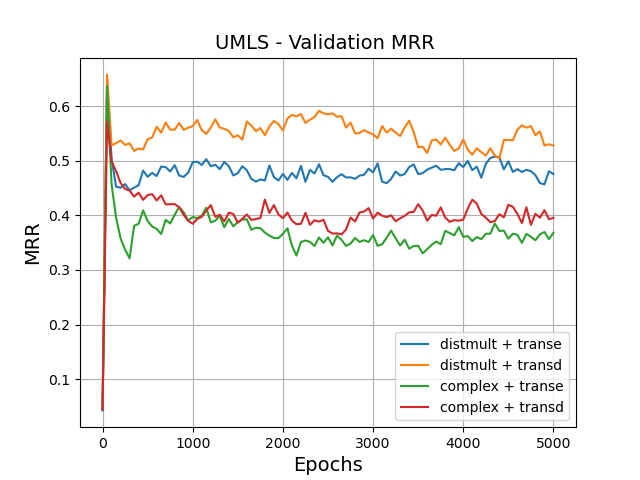 UMLS - Validation MRR
MRR
0.6
0.5
0.4
0.3
0.2
0.1
0 1000 2000 3000 4000 5000
Epochs
distmult + transe
distmult + transd
complex + transe
complex + transd